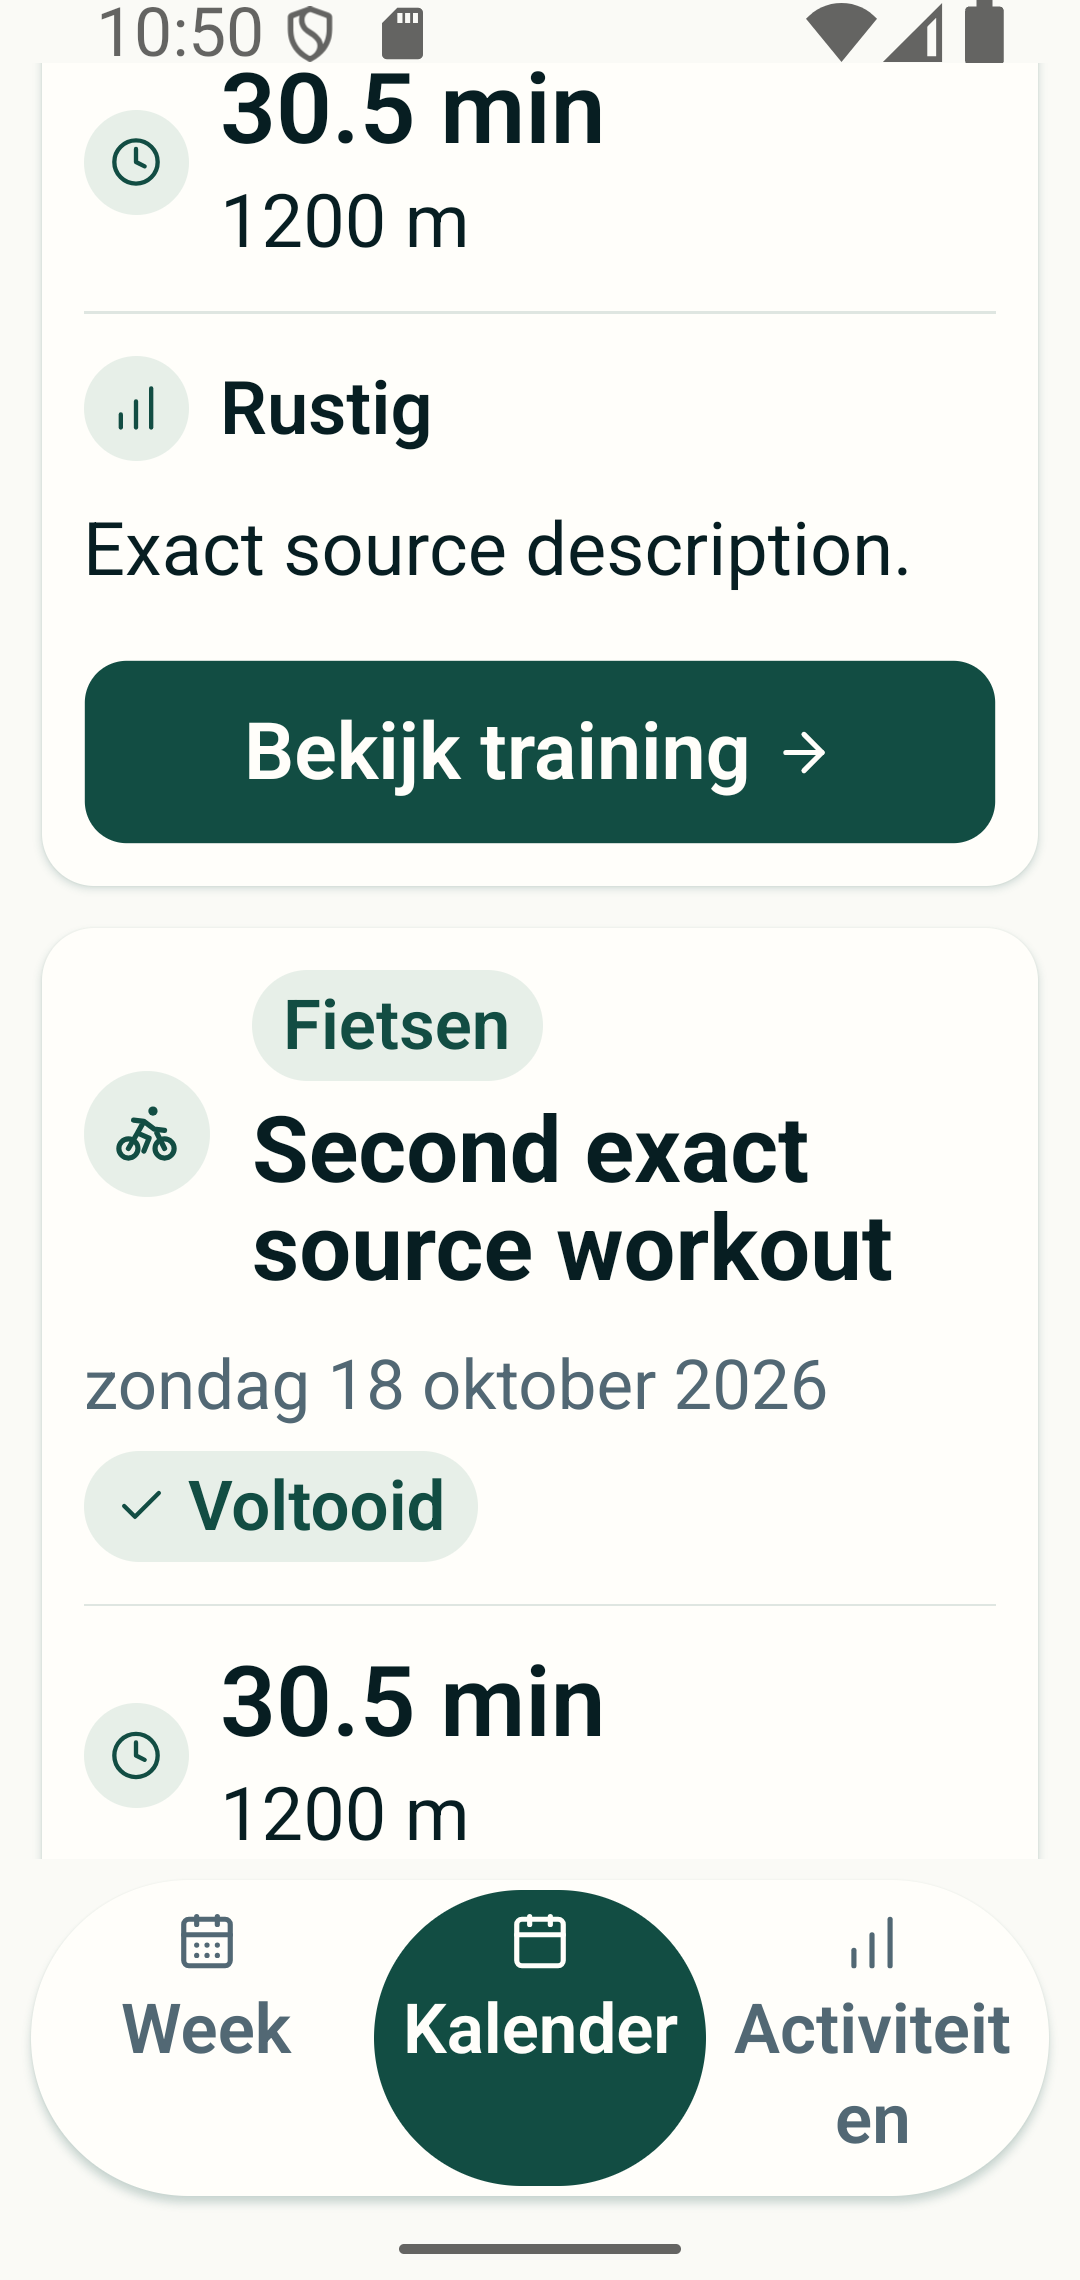 10:50
30.5 min
1200 m
Rustig
Exact source description.
Bekijk training
Fietsen
Second exact
source workout
zondag 18 oktober 2026
Voltooid
30.5 min
1200 m
Week
Kalender
Activiteit
en